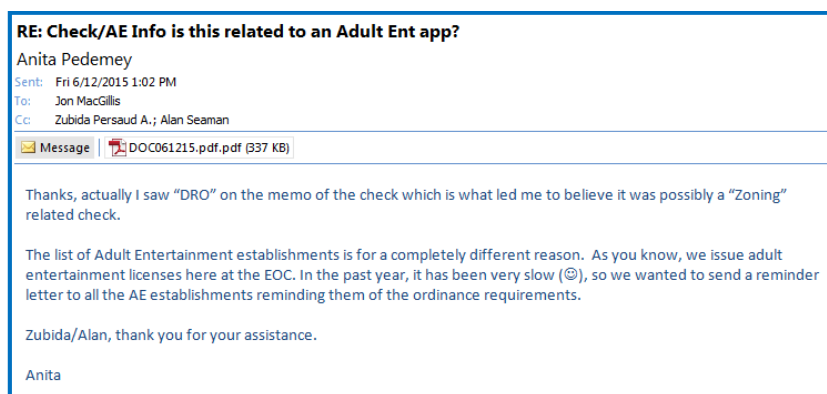 RE: Check/AE Info is this related to an Adult Ent app?
Anita Pedemey
Sent: Fri 6/12/2015 1:02 PM
To: Jon MacGillis
Cc: Zubida Persaud A.; Alan Seaman
Message DOC061215.pdf.pdf (337 KB)
Thanks, actually I saw “DRO” on the memo of the check which is what led me to believe it was possibly a “Zoning”
related check.
The list of Adult Entertainment establishments is for a completely different reason. As you know, we issue adult
entertainment licenses here at the EOC. In the past year, it has been very slow (☺), so we wanted to send a reminder
letter to all the AE establishments reminding them of the ordinance requirements.
Zubida/Alan, thank you for your assistance.
Anita